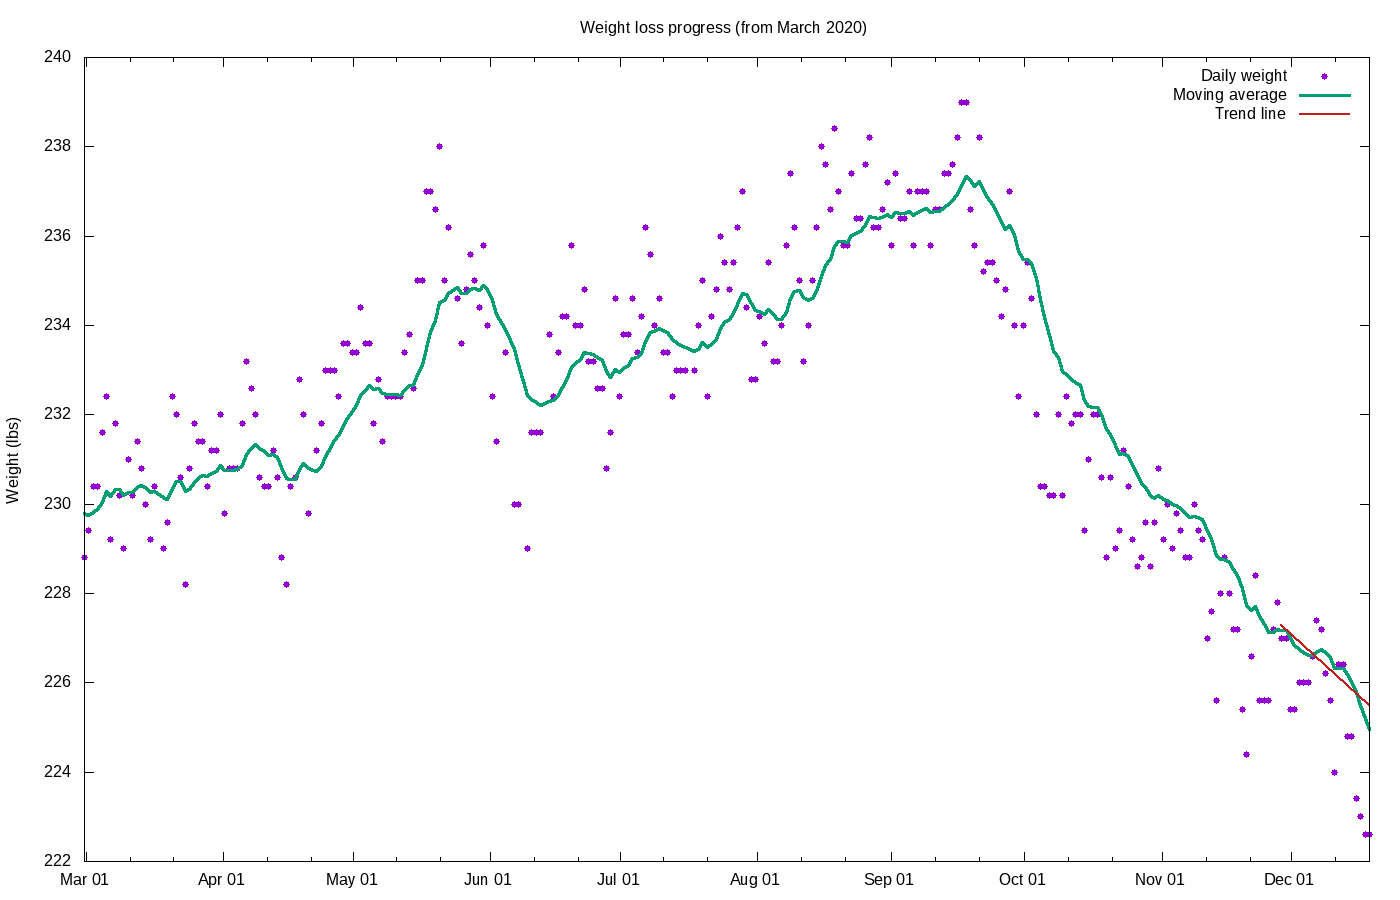 Weight loss progress (from March 2020)
Daily weight
Moving average
Trend line
Weight (lbs)
240
238
236
234
232
230
228
226
224
222
Mar 01 Apr 01 May 01 Jun 01 Jul 01 Aug 01 Sep 01 Oct 01 Nov 01 Dec 01